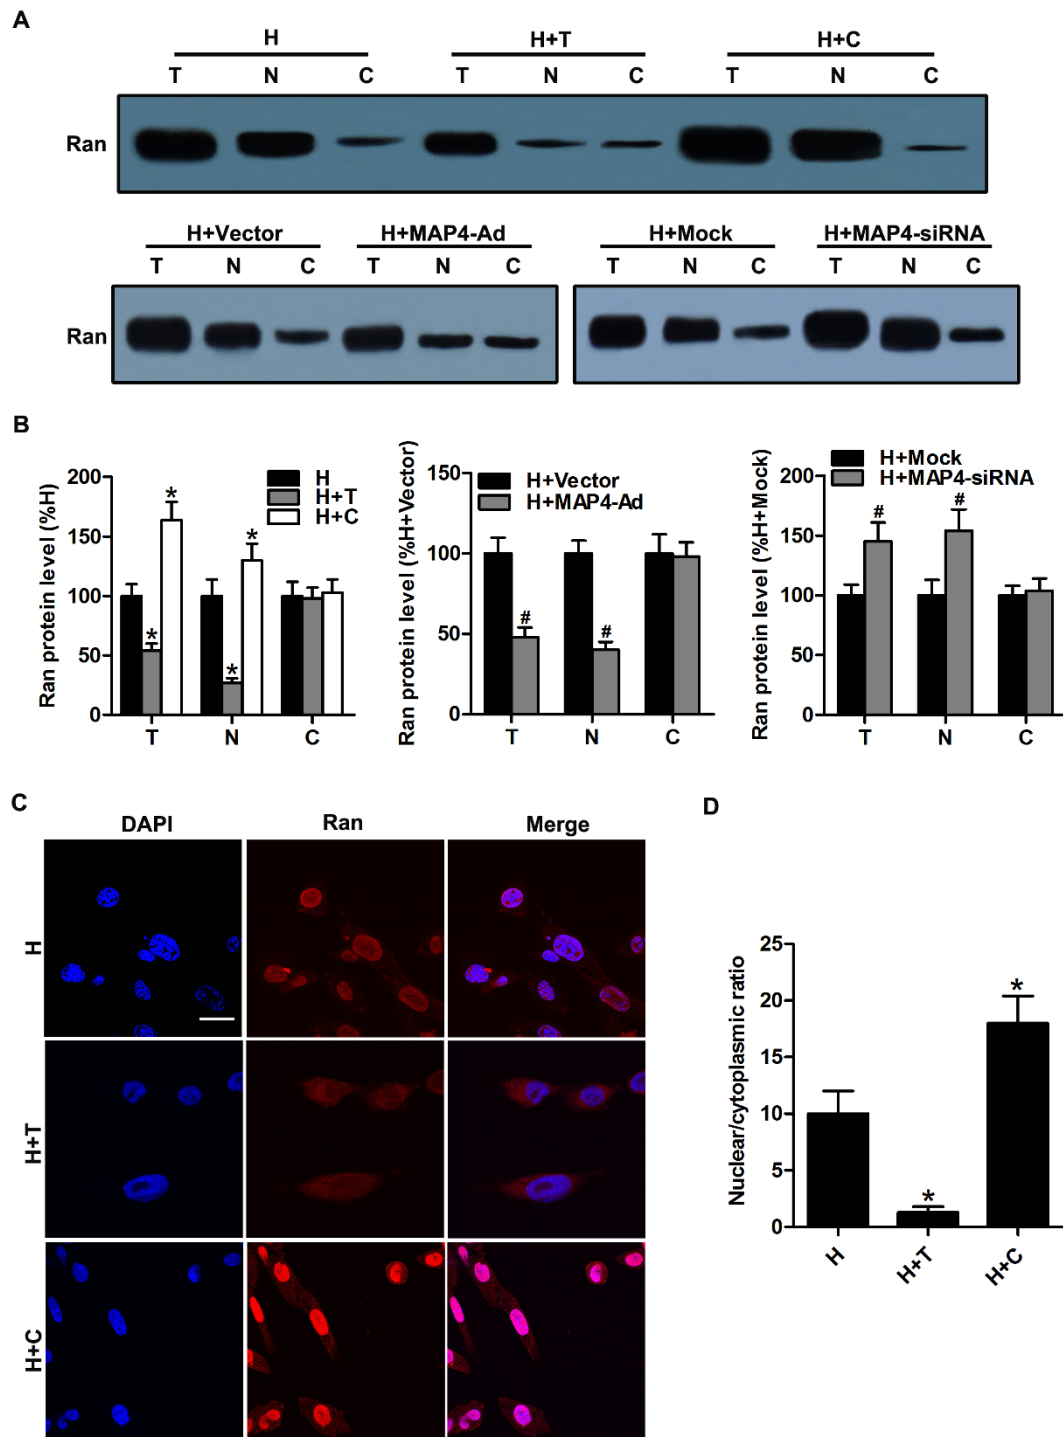 A
H H+T H+C
T N C T N C T N C
Ran
H+Vector H+MAP4-Ad H+Mock H+MAP4-siRNA
T N C T N C T N C T N C
Ran
B
Ran protein level (%H)
200
150
100
50
0
H
H+T
H+C
* * * *
T N C
Ran protein level (%H+Vector)
150
100
50
0
H+Vector
H+MAP4-Ad
# #
T N C
Ran protein level (%H+Mock)
200
150
100
50
0
H+Mock
H+MAP4-siRNA
# #
T N C
C
DAPI Ran Merge
H
H+T
H+C
D
Nuclear/cytoplasmic ratio
25
20
15
10
5
0
* *
H H+T H+C